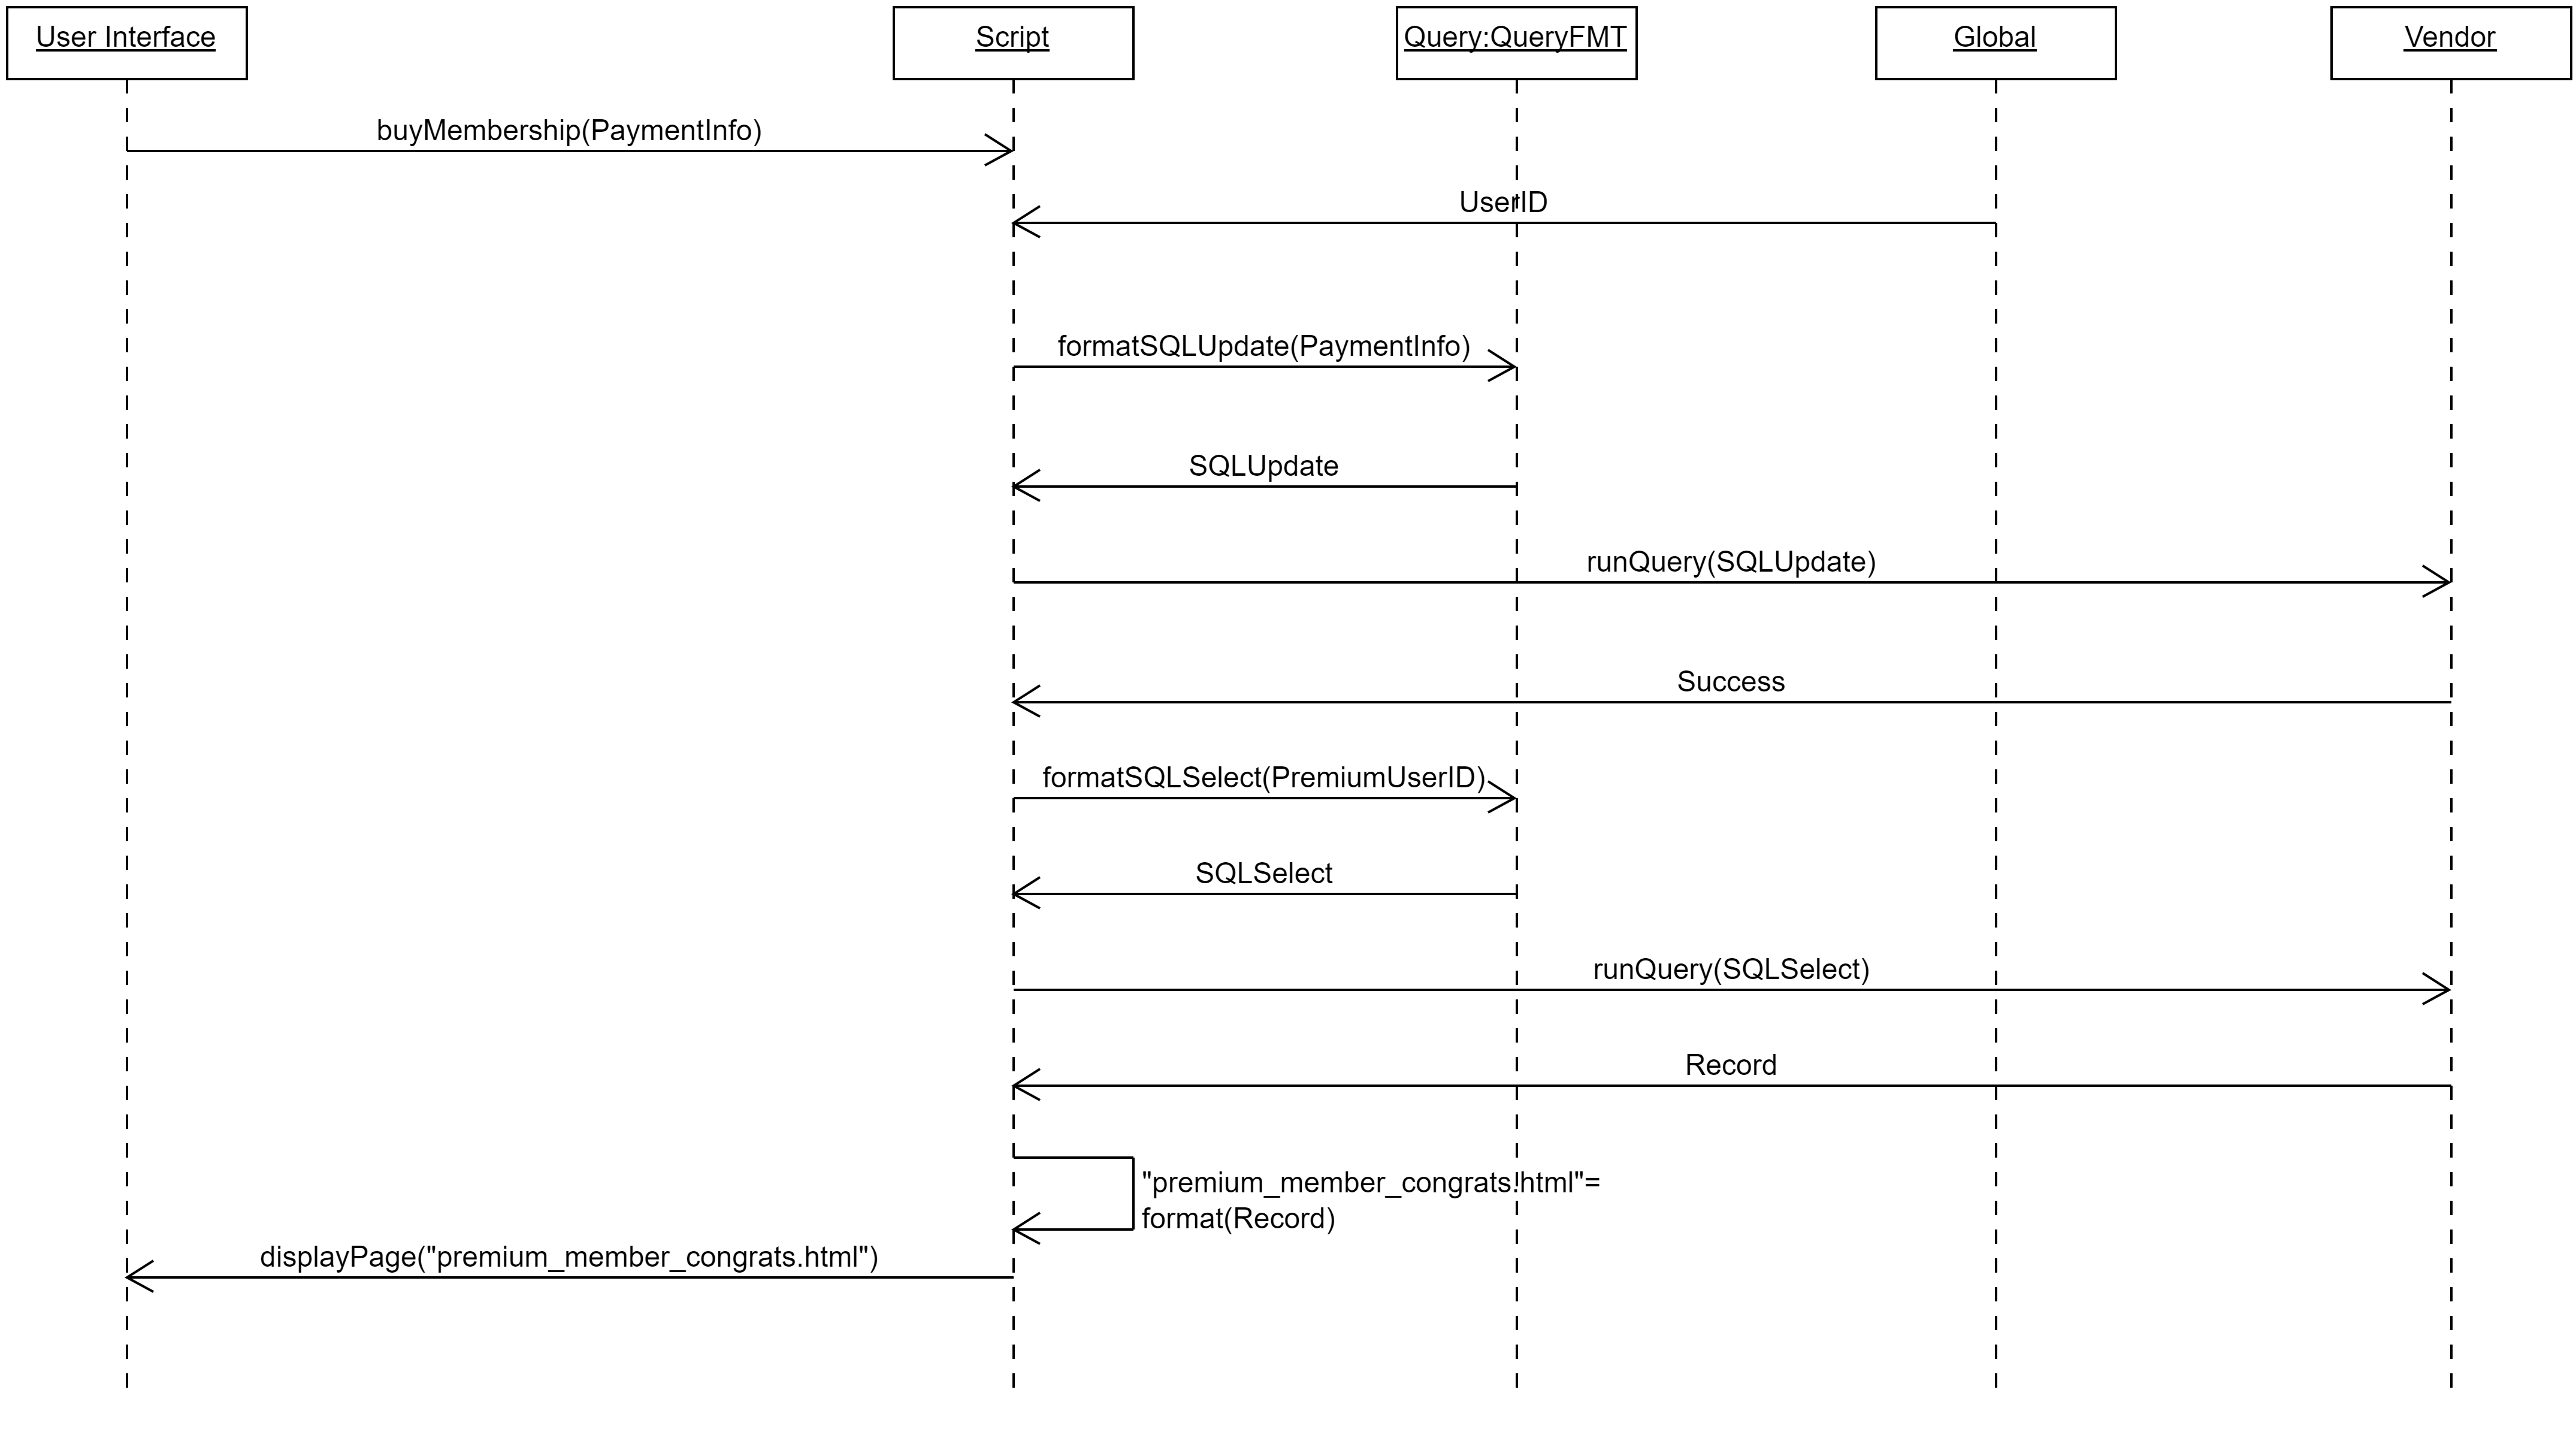 User Interface
Script
Query:QueryFMT
Global
Vendor
buyMembership(PaymentInfo)
UserID
formatSQLUpdate(PaymentInfo)
SQLUpdate
runQuery(SQLUpdate)
Success
formatSQLSelect(PremiumUserID)
SQLSelect
runQuery(SQLSelect)
Record
"premium_member_congrats.html"=
format(Record)
displayPage("premium_member_congrats.html")